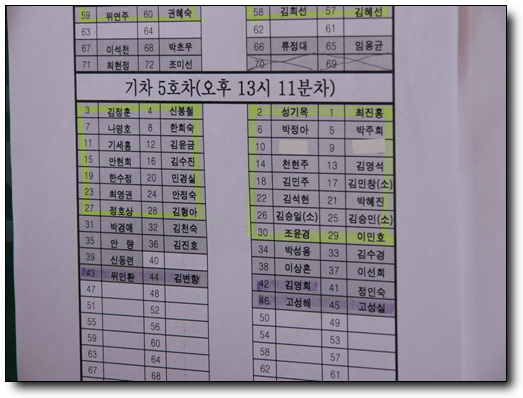 59 위연주 60 권혜숙 58 김희선 57 김혜선
63 64 62 61
67 이석천 68 박초우 66 류정대 65 임용균
71 최현정 72 조미선 70 69
기차 5호차(오후 13시 11분차)
3 김정훈 4 신봉철 2 성기옥 1 최진홍
7 나명호 8 한희숙 6 박정아 5 박주희
11 기세홍 12 김윤금 10 9
15 안현희 16 김수진 14 천현주 13 김영석
19 한수정 20 민경실 18 김민주 17 김민창(소)
23 최영권 24 안정숙 22 김석현 21 박혜진
27 정호상 28 김형아 26 김승일(소) 25 김승민(소)
31 박경애 32 김천숙 30 조윤경 29 이민호
35 안 람 36 김진호 34 박성용 33 김수경
39 신동련 40 38 이상훈 37 이선희
43 위인환 44 김변향 42 김영희 41 정인숙
47 48 46 고성해 45 고성실
51 52 50 49
55 56 54 53
59 60 58 57
63 64 62 61
67 68